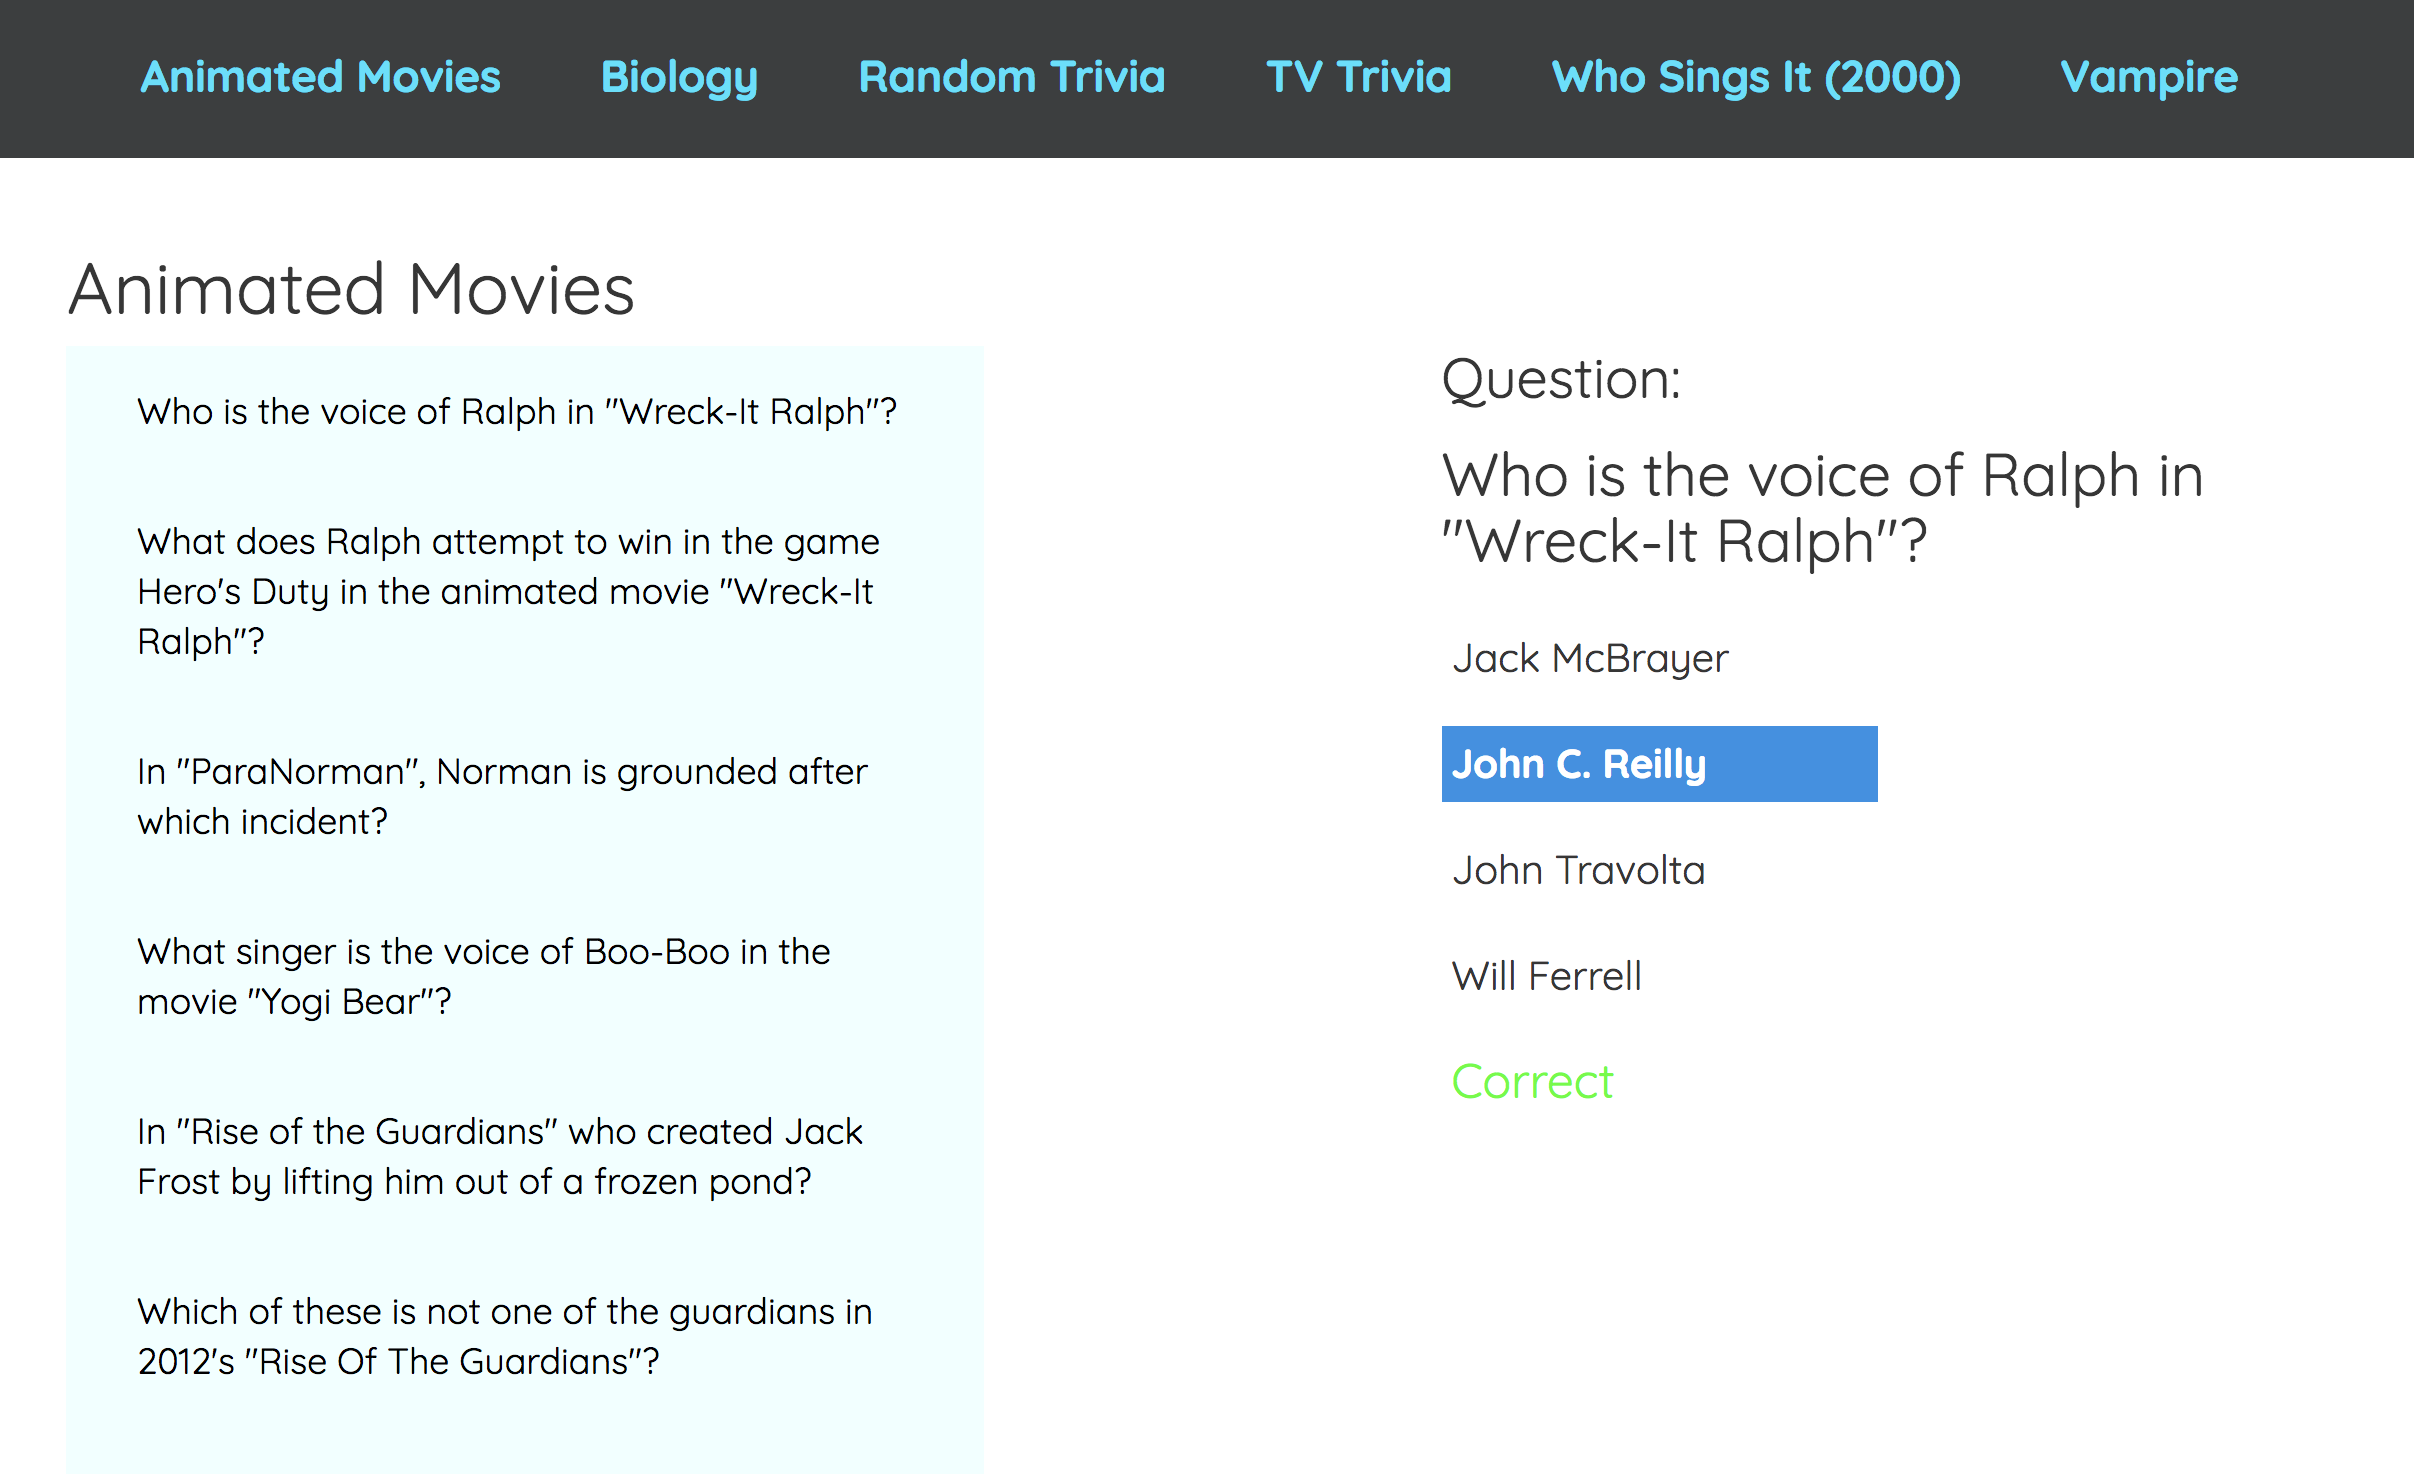 Animated Movies Biology Random Trivia TV Trivia Who Sings It (2000) Vampire
Animated Movies
Who is the voice of Ralph in "Wreck-It Ralph"?
What does Ralph attempt to win in the game
Hero's Duty in the animated movie "Wreck-It
Ralph"?
In "ParaNorman", Norman is grounded after
which incident?
What singer is the voice of Boo-Boo in the
movie "Yogi Bear"?
In "Rise of the Guardians" who created Jack
Frost by lifting him out of a frozen pond?
Which of these is not one of the guardians in
2012's "Rise Of The Guardians"?
Question:
Who is the voice of Ralph in
"Wreck-It Ralph"?
Jack McBrayer
John C. Reilly
John Travolta
Will Ferrell
Correct